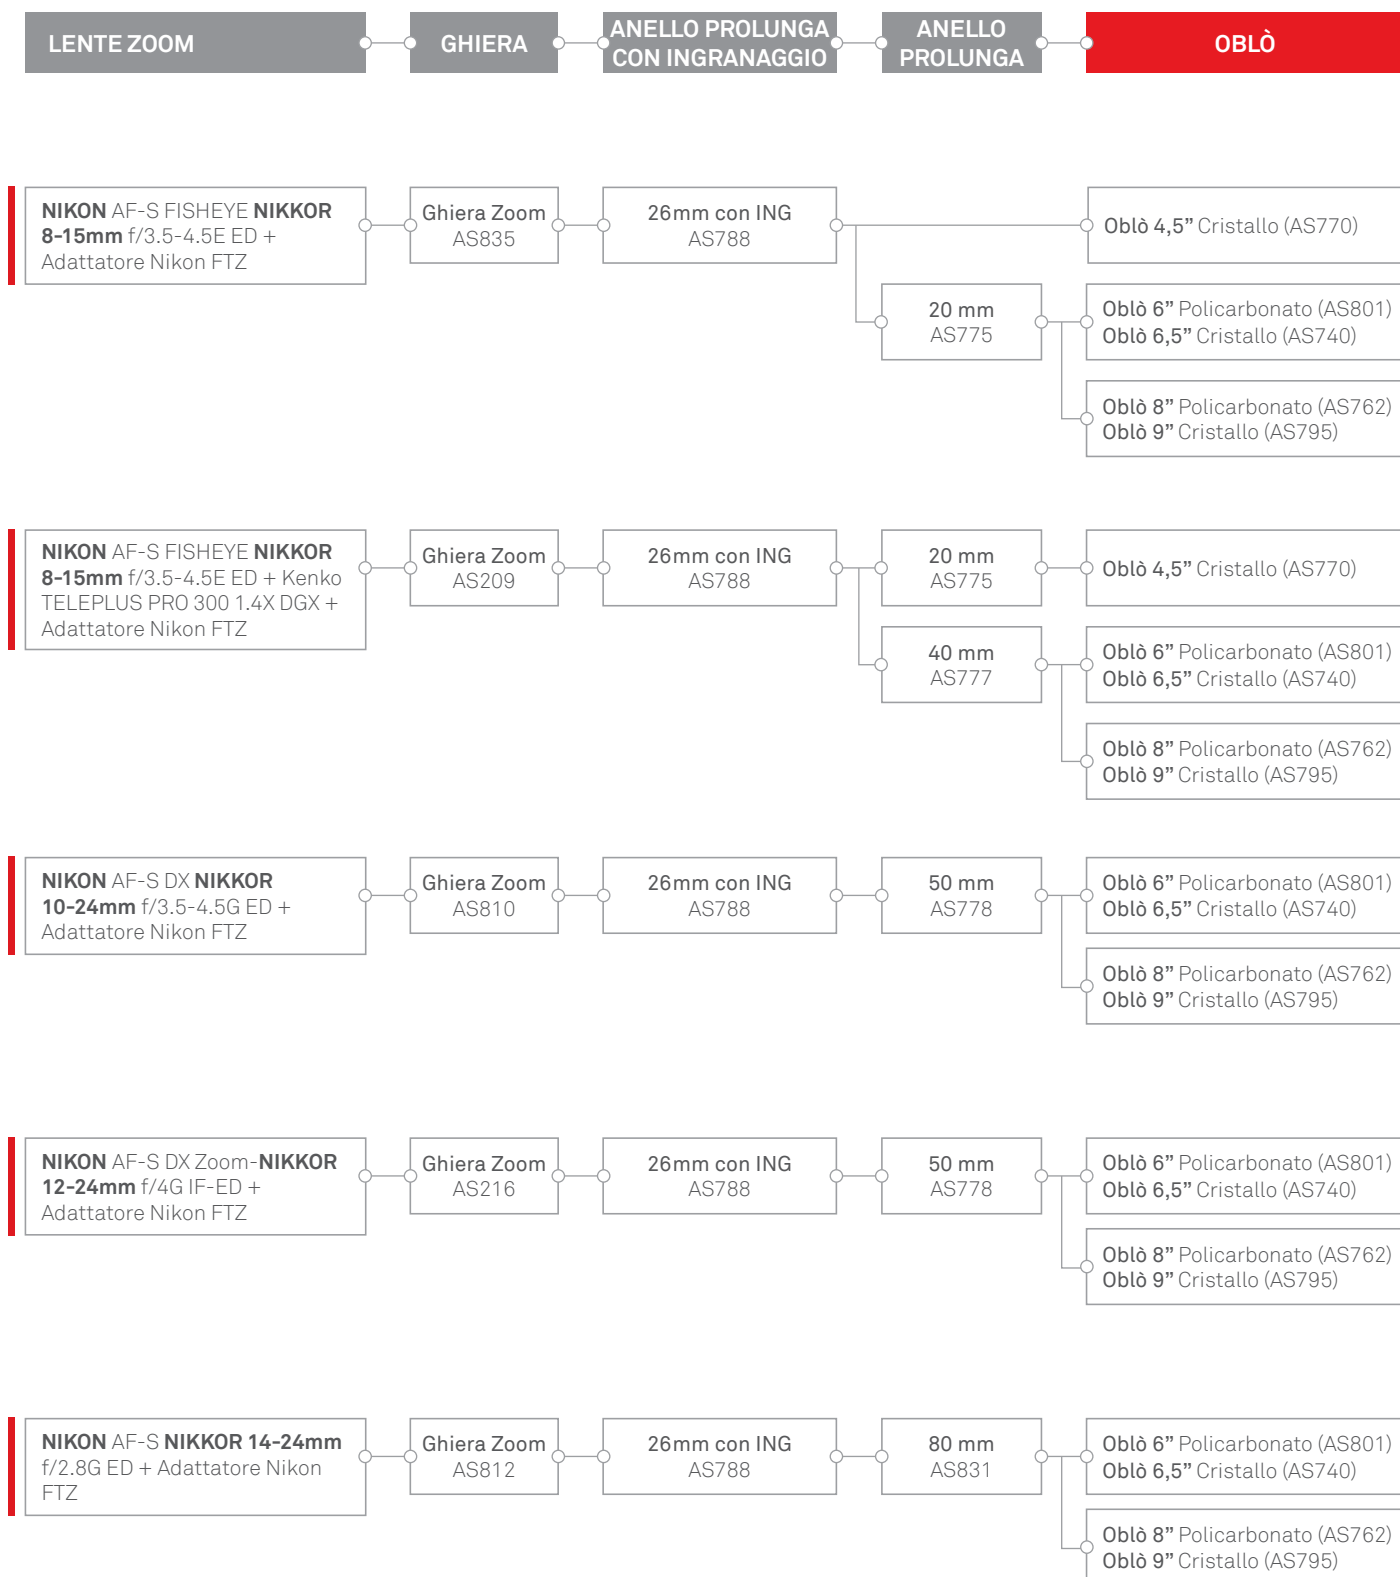 LENTE ZOOM
GHIERA
ANELLO PROLUNGA
CON INGRANAGGIO
ANELLO
PROLUNGA
OBLÒ
NIKON AF-S FISHEYE NIKKOR
8-15mm f/3.5-4.5E ED +
Adattatore Nikon FTZ
Ghiera Zoom
AS835
26mm con ING
AS788
Oblò 4,5” Cristallo (AS770)
20 mm
AS775
Oblò 6” Policarbonato (AS801)
Oblò 6,5” Cristallo (AS740)
Oblò 8” Policarbonato (AS762)
Oblò 9” Cristallo (AS795)
NIKON AF-S FISHEYE NIKKOR
8-15mm f/3.5-4.5E ED + Kenko
TELEPLUS PRO 300 1.4X DGX +
Adattatore Nikon FTZ
Ghiera Zoom
AS209
26mm con ING
AS788
20 mm
AS775
Oblò 4,5” Cristallo (AS770)
40 mm
AS777
Oblò 6” Policarbonato (AS801)
Oblò 6,5” Cristallo (AS740)
Oblò 8” Policarbonato (AS762)
Oblò 9” Cristallo (AS795)
NIKON AF-S DX NIKKOR
10-24mm f/3.5-4.5G ED +
Adattatore Nikon FTZ
Ghiera Zoom
AS810
26mm con ING
AS788
50 mm
AS778
Oblò 6” Policarbonato (AS801)
Oblò 6,5” Cristallo (AS740)
Oblò 8” Policarbonato (AS762)
Oblò 9” Cristallo (AS795)
NIKON AF-S DX Zoom-NIKKOR
12-24mm f/4G IF-ED +
Adattatore Nikon FTZ
Ghiera Zoom
AS216
26mm con ING
AS788
50 mm
AS778
Oblò 6” Policarbonato (AS801)
Oblò 6,5” Cristallo (AS740)
Oblò 8” Policarbonato (AS762)
Oblò 9” Cristallo (AS795)
NIKON AF-S NIKKOR 14-24mm
f/2.8G ED + Adattatore Nikon
FTZ
Ghiera Zoom
AS812
26mm con ING
AS788
80 mm
AS831
Oblò 6” Policarbonato (AS801)
Oblò 6,5” Cristallo (AS740)
Oblò 8” Policarbonato (AS762)
Oblò 9” Cristallo (AS795)